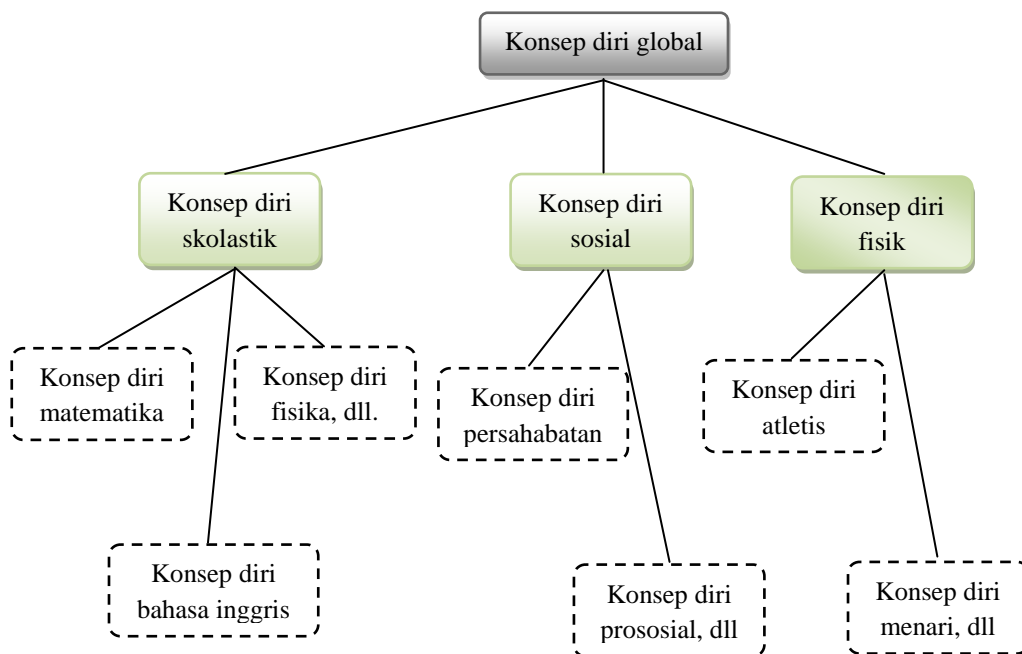 Konsep diri global
Konsep diri
skolastik
Konsep diri
sosial
Konsep diri
fisik
Konsep diri
matematika
Konsep diri
fisika, dll.
Konsep diri
persahabatan
Konsep diri
atletis
Konsep diri
bahasa inggris
Konsep diri
prososial, dll
Konsep diri
menari, dll